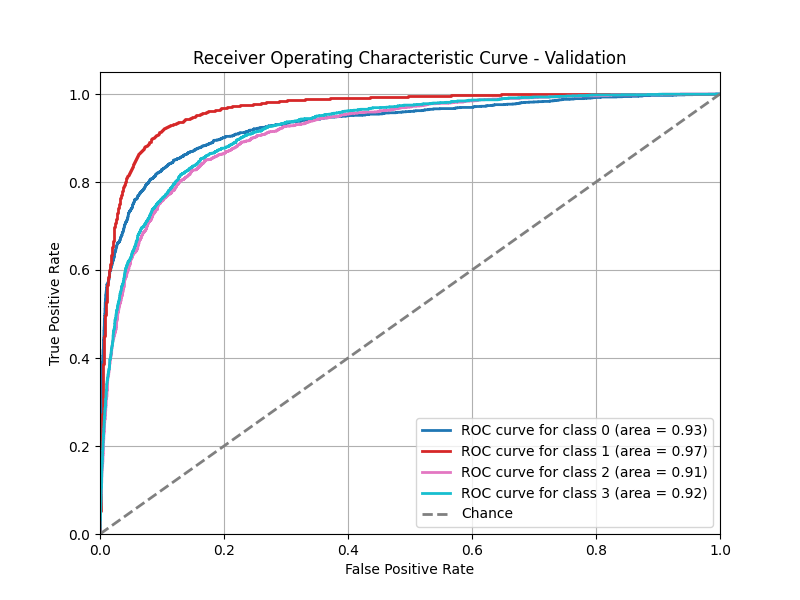 Receiver Operating Characteristic Curve - Validation
True Positive Rate
1.0
0.8
0.6
0.4
0.2
0.0
0.0 0.2 0.4 0.6 0.8 1.0
False Positive Rate
ROC curve for class 0 (area = 0.93)
ROC curve for class 1 (area = 0.97)
ROC curve for class 2 (area = 0.91)
ROC curve for class 3 (area = 0.92)
Chance